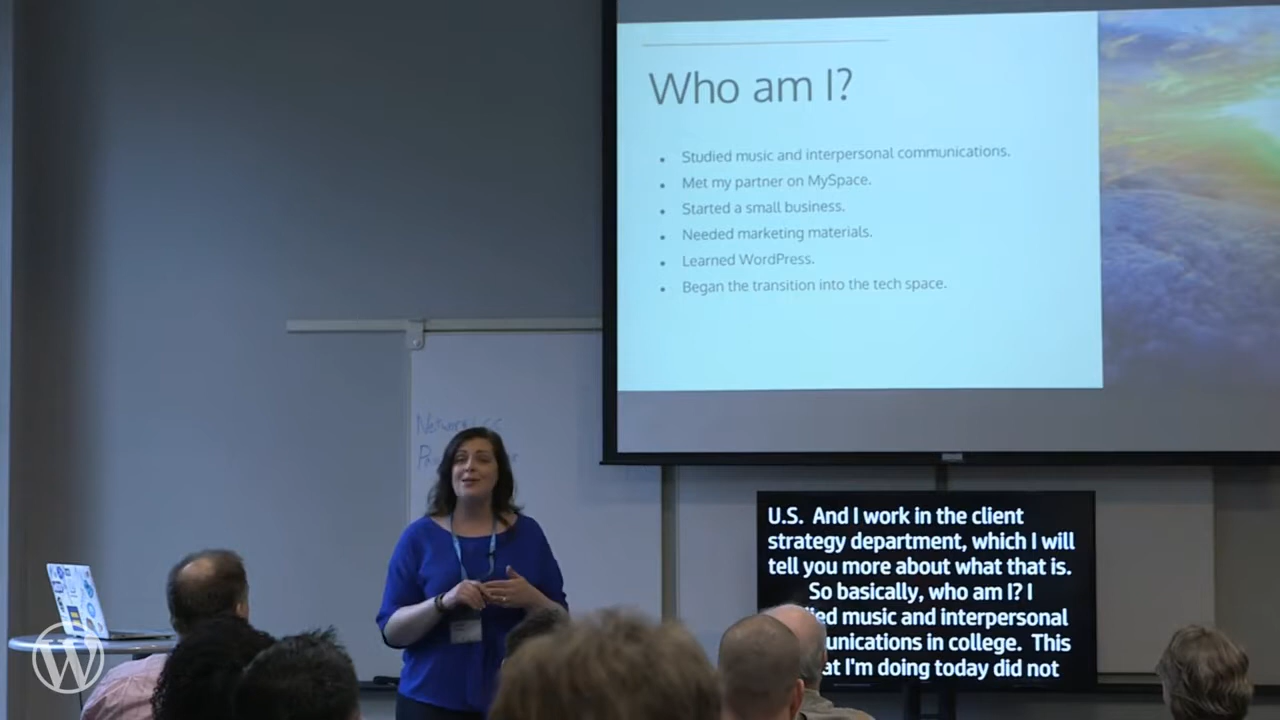 Who am I?
Studied music and interpersonal communications.
Met my partner on MySpace.
Started a small business.
Needed marketing materials.
Learned WordPress.
Began the transition into the tech space.
U.S. And I work in the client
strategy department, which I will
tell you more about what that is.
So basically, who am I? I
ed music and interpersonal
unications in college. This
at I'm doing today did not